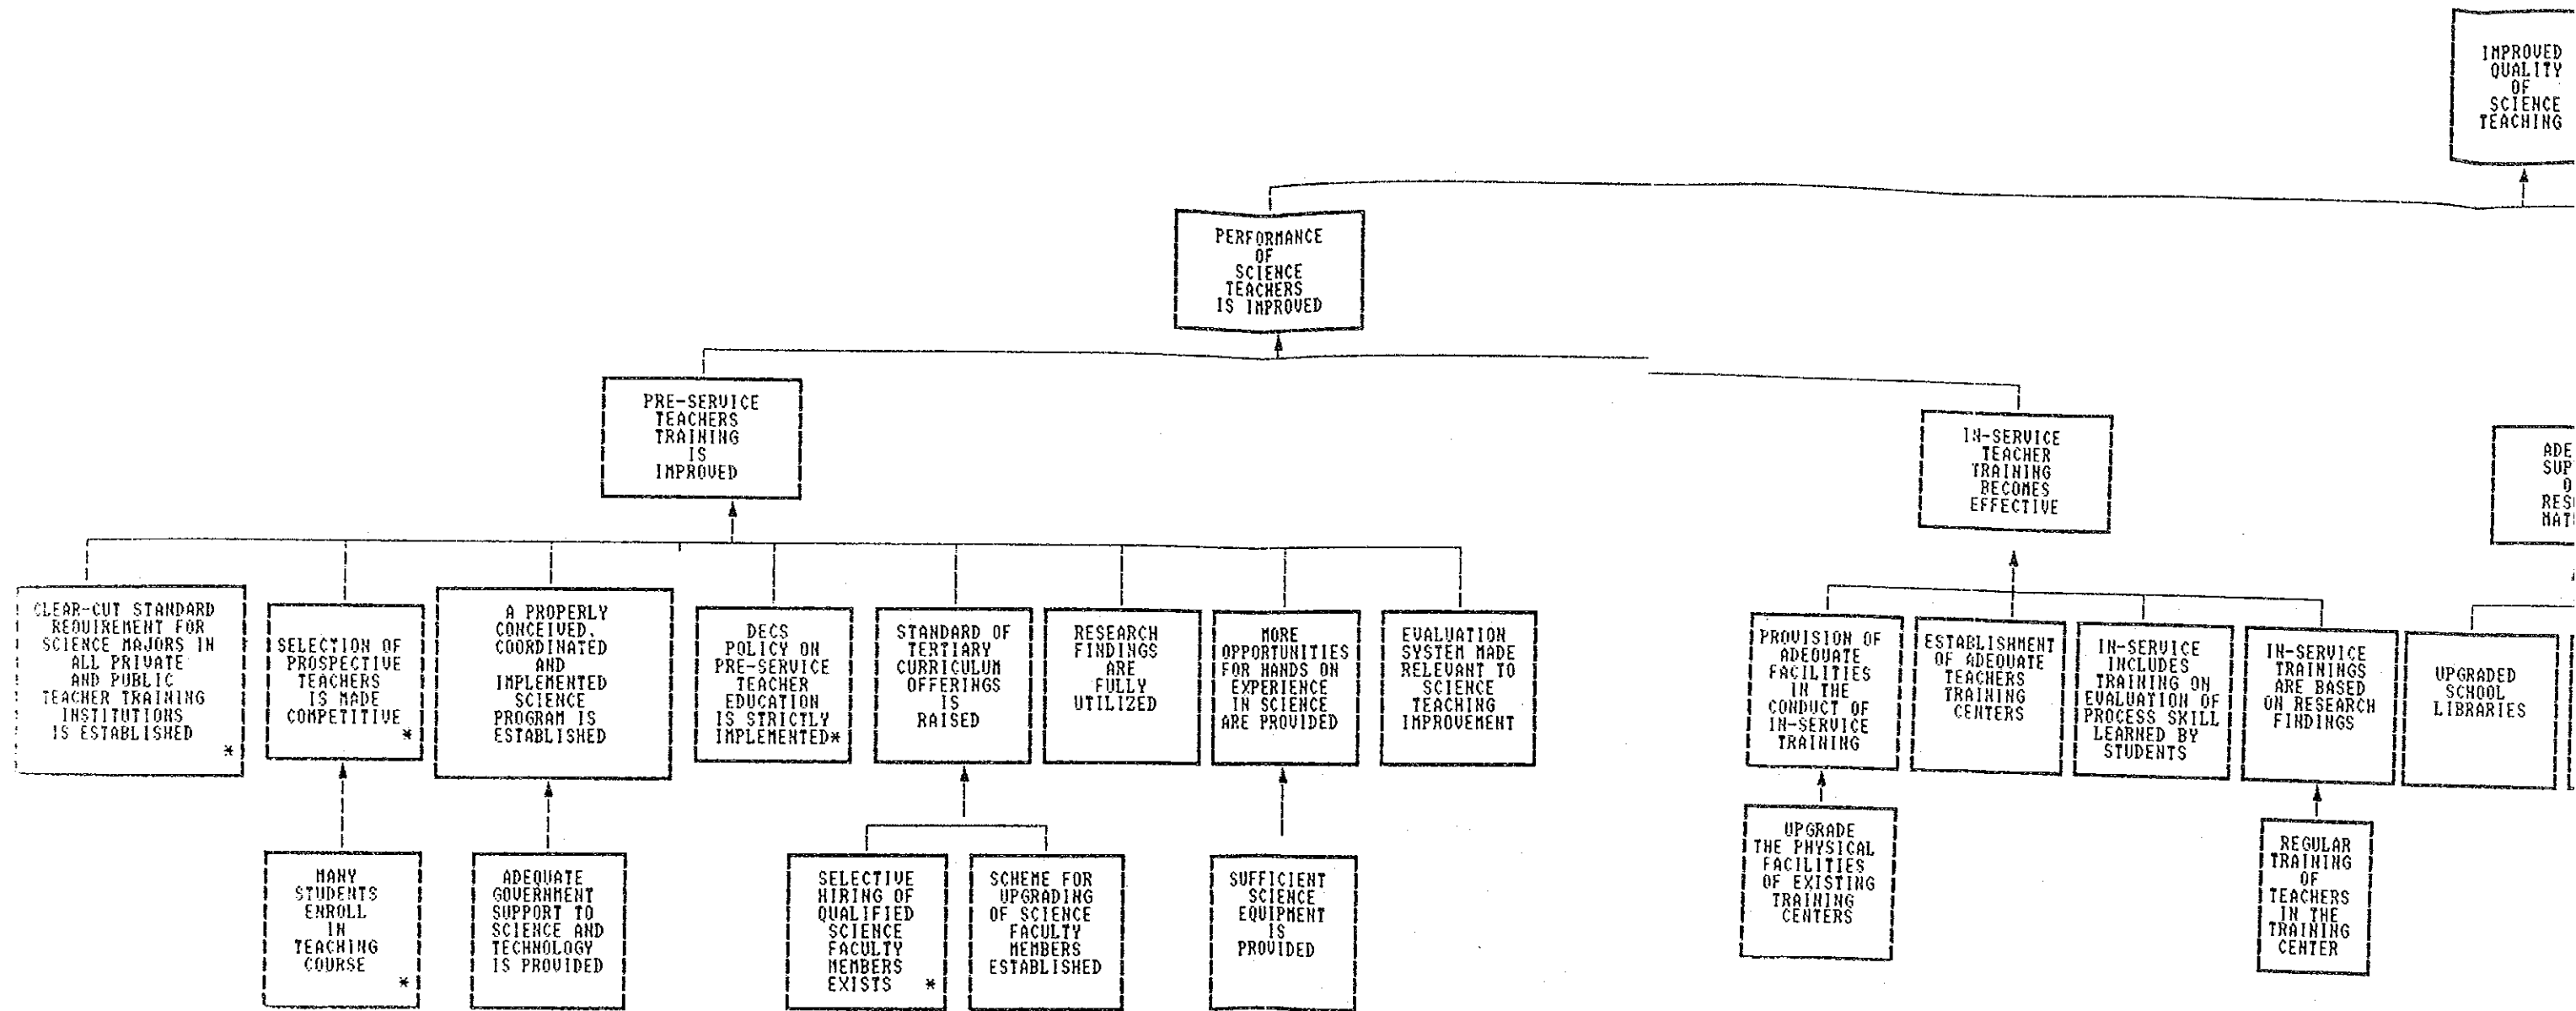 IMPROVED
QUALITY
OF
SCIENCE
TEACHING
PERFORMANCE
OF
SCIENCE
TEACHERS
IS IMPROVED
PRE-SERVICE
TEACHERS
TRAINING
IS
IMPROVED
IN-SERVICE
TEACHER
TRAINING
BECOMES
EFFECTIVE
ADE
SUP
O
RES
MAT
CLEAR-CUT STANDARD
REQUIREMENT FOR
SCIENCE MAJORS IN
ALL PRIVATE
AND PUBLIC
TEACHER TRAINING
INSTITUTIONS
IS ESTABLISHED
*
SELECTION OF
PROSPECTIVE
TEACHERS
IS MADE
COMPETITIVE
*
A PROPERLY
CONCEIVED,
COORDINATED
AND
IMPLEMENTED
SCIENCE
PROGRAM IS
ESTABLISHED
DECS
POLICY ON
PRE-SERVICE
TEACHER
EDUCATION
IS STRICTLY
IMPLEMENTED*
STANDARD OF
TERTIARY
CURRICULUM
OFFERINGS
IS
RAISED
RESEARCH
FINDINGS
ARE
FULLY
UTILIZED
MORE
OPPORTUNITIES
FOR HANDS ON
EXPERIENCE
IN SCIENCE
ARE PROVIDED
EVALUATION
SYSTEM MADE
RELEVANT TO
SCIENCE
TEACHING
IMPROVEMENT
PROVISION OF
ADEQUATE
FACILITIES
IN THE
CONDUCT OF
IN-SERVICE
TRAINING
ESTABLISHMENT
OF ADEQUATE
TEACHERS
TRAINING
CENTERS
IN-SERVICE
INCLUDES
TRAINING ON
EVALUATION OF
PROCESS SKILL
LEARNED BY
STUDENTS
IN-SERVICE
TRAININGS
ARE BASED
ON RESEARCH
FINDINGS
UPGRADED
SCHOOL
LIBRARIES
MANY
STUDENTS
ENROLL
IN
TEACHING
COURSE
*
ADEQUATE
GOVERNMENT
SUPPORT TO
SCIENCE AND
TECHNOLOGY
IS PROVIDED
SELECTIVE
HIRING OF
QUALIFIED
SCIENCE
FACULTY
MEMBERS
EXISTS *
SCHEME FOR
UPGRADING
OF SCIENCE
FACULTY
MEMBERS
ESTABLISHED
SUFFICIENT
SCIENCE
EQUIPMENT
IS
PROVIDED
UPGRADE
THE PHYSICAL
FACILITIES
OF EXISTING
TRAINING
CENTERS
REGULAR
TRAINING
OF
TEACHERS
IN THE
TRAINING
CENTER